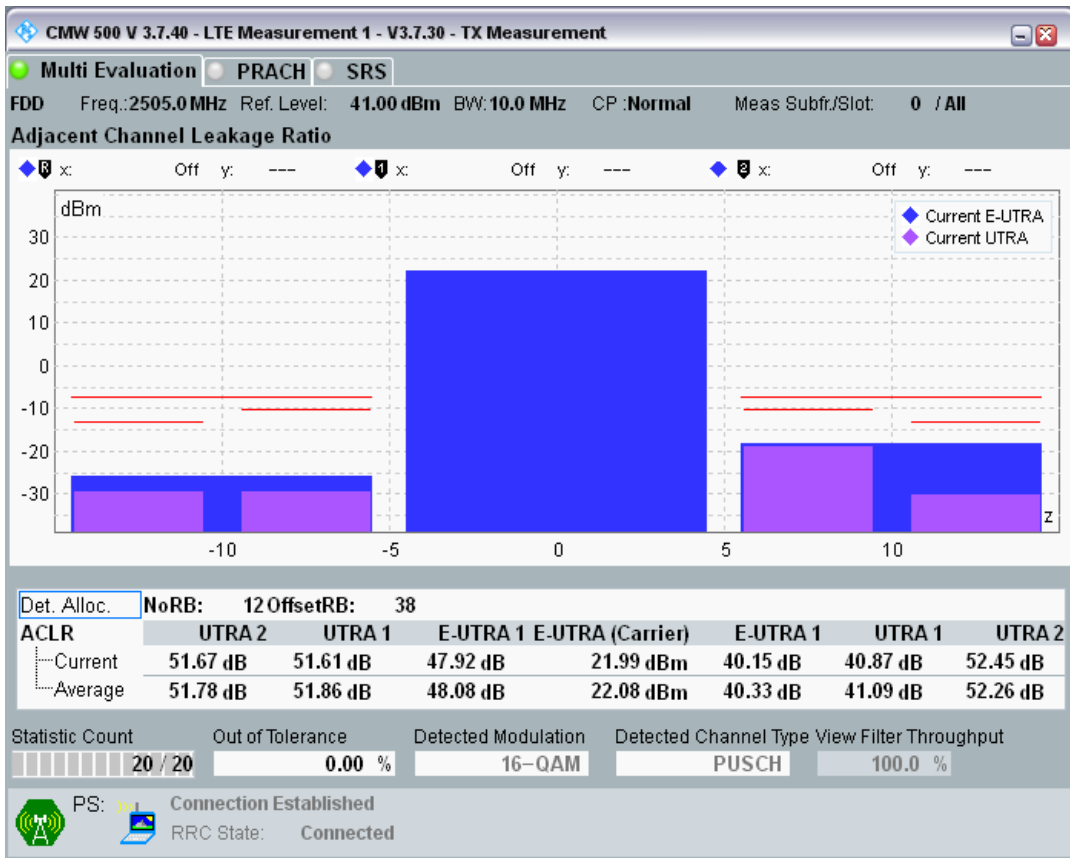 CMW 500 V 3.7.40 - LTE Measurement 1 - V3.7.30 - TX Measurement
Multi Evaluation PRACH SRS
FDD Freq.:2505.0 MHz Ref. Level: 41.00 dBm BW: 10.0 MHz CP :Normal Meas Subfr./Slot: 0 / All
Adjacent Channel Leakage Ratio
R x: Off y: --- 1 x: Off y: --- 2 x: Off y: ---
dBm
Current E-UTRA
Current UTRA
30
20
10
0
-10
-20
-30
z
-10 -5 0 5 10
Det. Alloc. NoRB: 12 OffsetRB: 38
ACLR UTRA 2 UTRA 1 E-UTRA 1 E-UTRA (Carrier) E-UTRA 1 UTRA 1 UTRA 2
Current 51.67 dB 51.61 dB 47.92 dB 21.99 dBm 40.15 dB 40.87 dB 52.45 dB
Average 51.78 dB 51.86 dB 48.08 dB 22.08 dBm 40.33 dB 41.09 dB 52.26 dB
Statistic Count Out of Tolerance Detected Modulation Detected Channel Type View Filter Throughput
20 / 20 0.00 % 16-QAM PUSCH 100.0 %
PS: Connection Established
RRC State: Connected